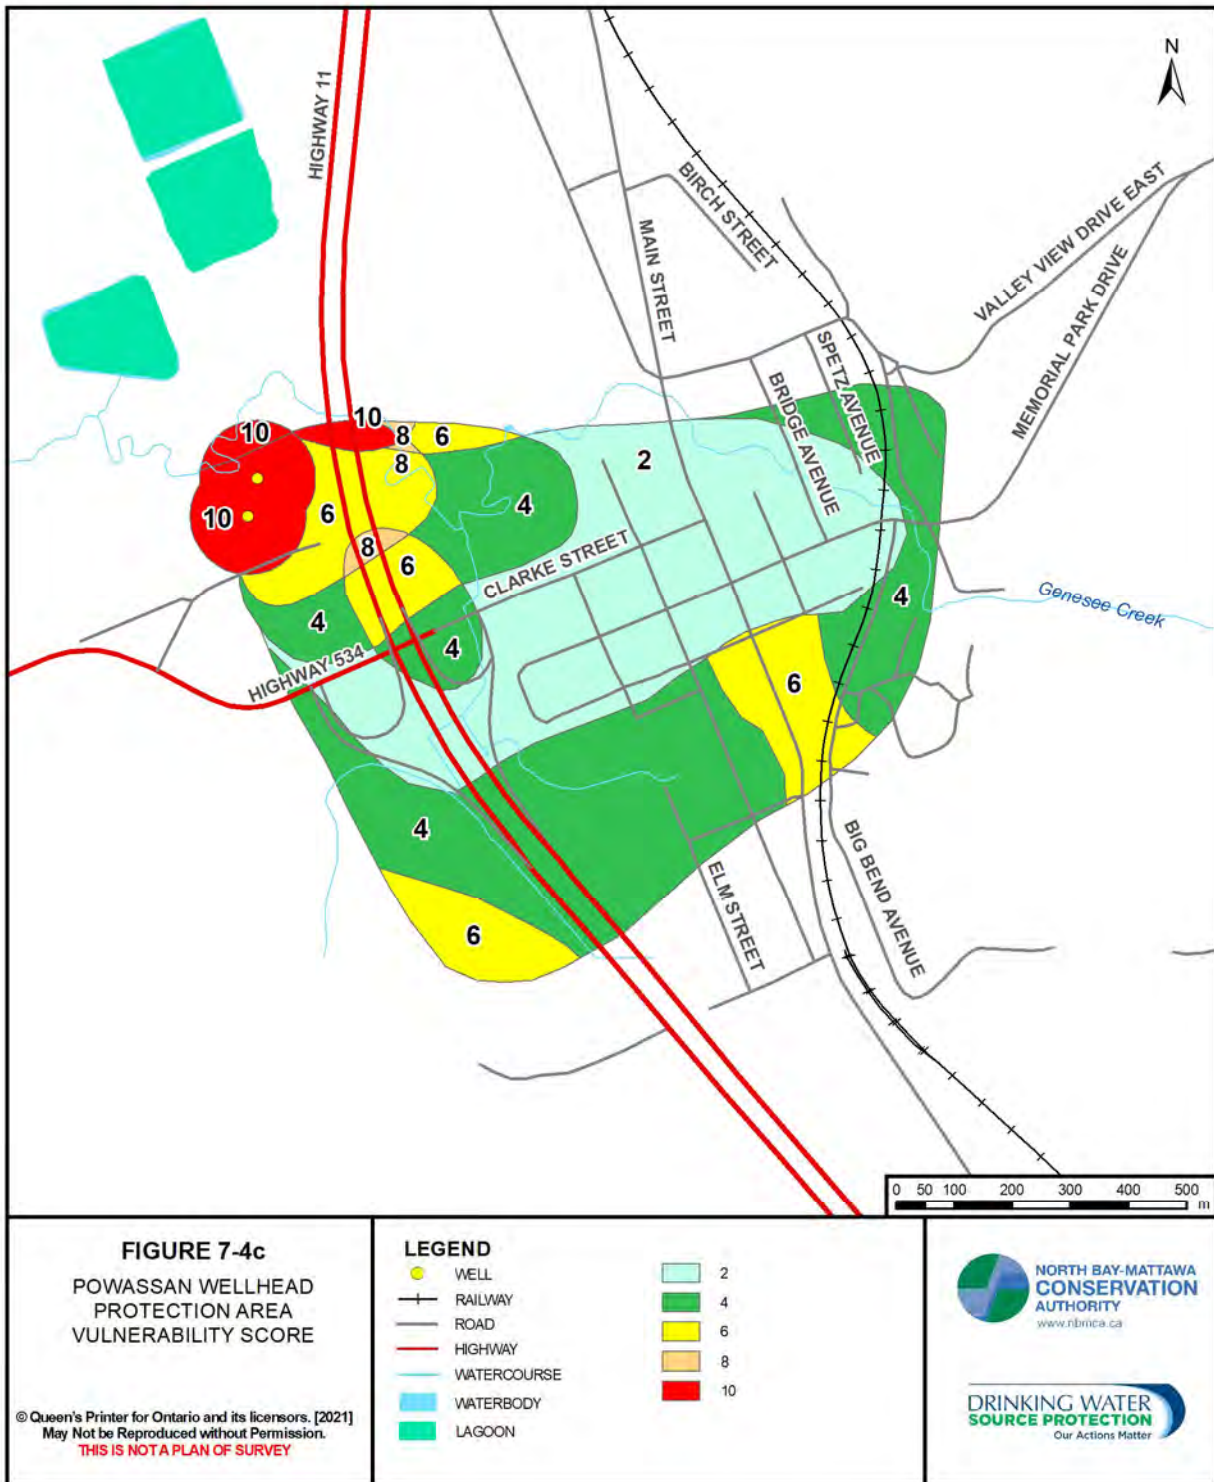 N
HIGHWAY 11
BIRCH STREET
MAIN STREET
VALLEY VIEW DRIVE EAST
MEMORIAL PARK DRIVE
SPETZ AVENUE
BRIDGE AVENUE
10
10
8
6
8
2
10
6
4
8
6
CLARKE STREET
4
4
4
Genesee Creek
HIGHWAY 534
6
4
BIG BEND AVENUE
ELM STREET
6
0 50 100 200 300 400 500
m
FIGURE 7-4c
POWASSAN WELLHEAD
PROTECTION AREA
VULNERABILITY SCORE
© Queen's Printer for Ontario and its licensors. [2021]
May Not be Reproduced without Permission.
THIS IS NOT A PLAN OF SURVEY
LEGEND
WELL
RAILWAY
ROAD
HIGHWAY
WATERCOURSE
WATERBODY
LAGOON
2
4
6
8
10
NORTH BAY-MATTAWA
CONSERVATION
AUTHORITY
www.nbmca.ca
DRINKING WATER
SOURCE PROTECTION
Our Actions Matter